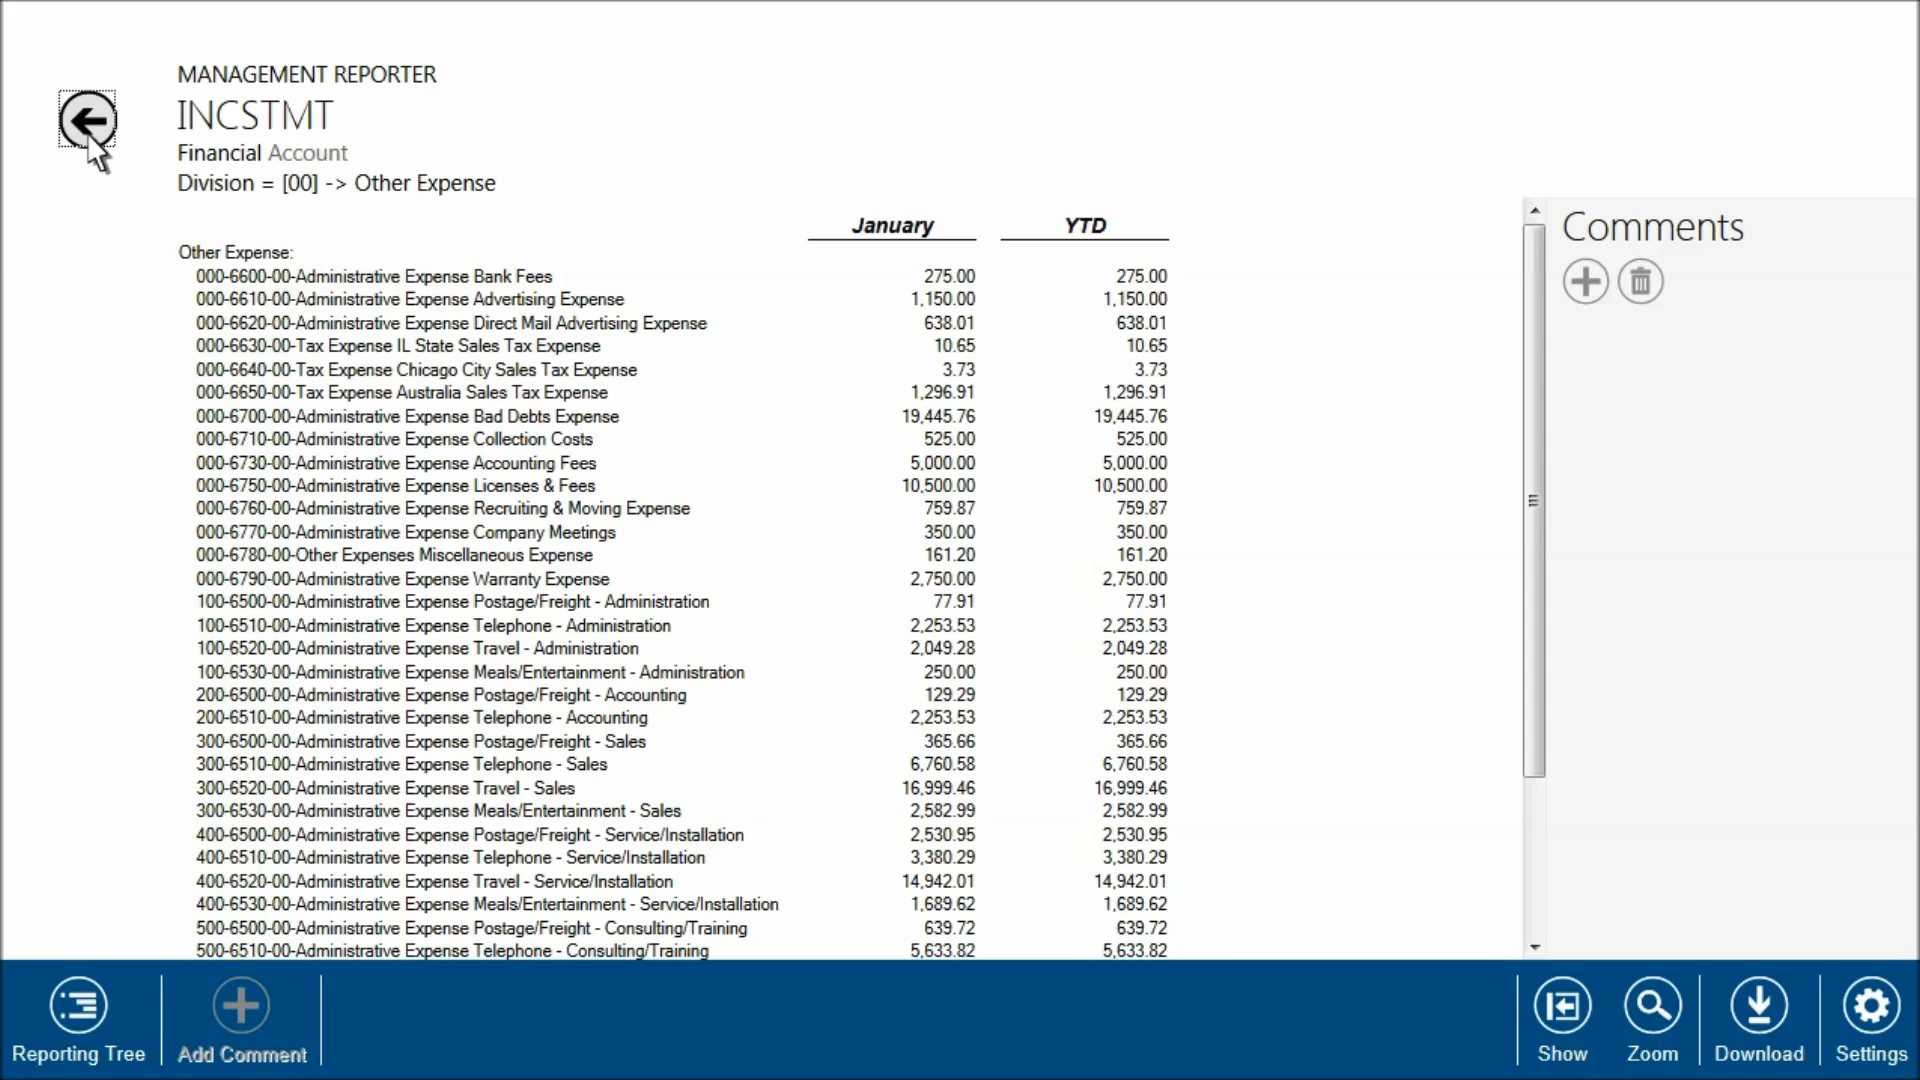 MANAGEMENT REPORTER
INCSTMT
Financial Account
Division = [00] -> Other Expense
January YTD
Comments
Other Expense:
000-6600-00-Administrative Expense Bank Fees 275.00 275.00
000-6610-00-Administrative Expense Advertising Expense 1,150.00 1,150.00
000-6620-00-Administrative Expense Direct Mail Advertising Expense 638.01 638.01
000-6630-00-Tax Expense IL State Sales Tax Expense 10.65 10.65
000-6640-00-Tax Expense Chicago City Sales Tax Expense 3.73 3.73
000-6650-00-Tax Expense Australia Sales Tax Expense 1,296.91 1,296.91
000-6700-00-Administrative Expense Bad Debts Expense 19,445.76 19,445.76
000-6710-00-Administrative Expense Collection Costs 525.00 525.00
000-6730-00-Administrative Expense Accounting Fees 5,000.00 5,000.00
000-6750-00-Administrative Expense Licenses & Fees 10,500.00 10,500.00
000-6760-00-Administrative Expense Recruiting & Moving Expense 759.87 759.87
000-6770-00-Administrative Expense Company Meetings 350.00 350.00
000-6780-00-Other Expenses Miscellaneous Expense 161.20 161.20
000-6790-00-Administrative Expense Warranty Expense 2,750.00 2,750.00
100-6500-00-Administrative Expense Postage/Freight - Administration 77.91 77.91
100-6510-00-Administrative Expense Telephone - Administration 2,253.53 2,253.53
100-6520-00-Administrative Expense Travel - Administration 2,049.28 2,049.28
100-6530-00-Administrative Expense Meals/Entertainment - Administration 250.00 250.00
200-6500-00-Administrative Expense Postage/Freight - Accounting 129.29 129.29
200-6510-00-Administrative Expense Telephone - Accounting 2,253.53 2,253.53
300-6500-00-Administrative Expense Postage/Freight - Sales 365.66 365.66
300-6510-00-Administrative Expense Telephone - Sales 6,760.58 6,760.58
300-6520-00-Administrative Expense Travel - Sales 16,999.46 16,999.46
300-6530-00-Administrative Expense Meals/Entertainment - Sales 2,582.99 2,582.99
400-6500-00-Administrative Expense Postage/Freight - Service/Installation 2,530.95 2,530.95
400-6510-00-Administrative Expense Telephone - Service/Installation 3,380.29 3,380.29
400-6520-00-Administrative Expense Travel - Service/Installation 14,942.01 14,942.01
400-6530-00-Administrative Expense Meals/Entertainment - Service/Installation 1,689.62 1,689.62
500-6500-00-Administrative Expense Postage/Freight - Consulting/Training 639.72 639.72
500-6510-00-Administrative Expense Telephone - Consulting/Training 5,633.82 5,633.82
Reporting Tree Add Comment Show Zoom Download Settings